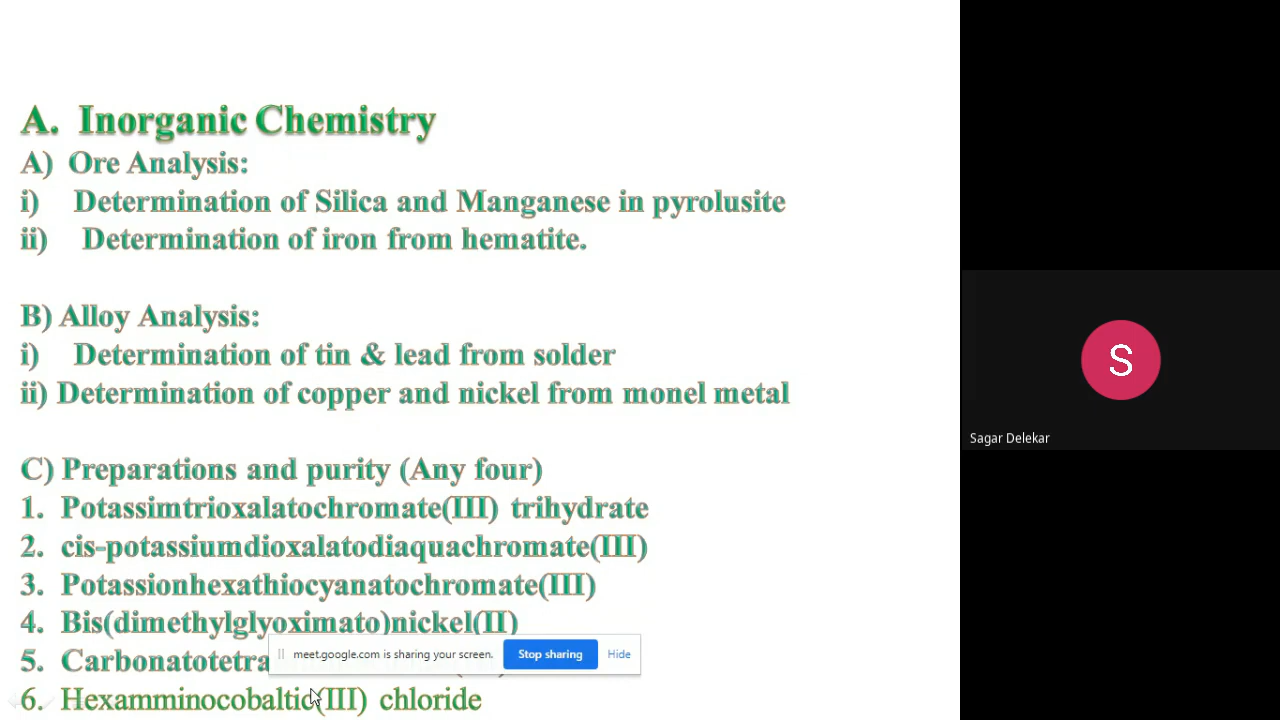 A. Inorganic Chemistry
A) Ore Analysis:
i) Determination of Silica and Manganese in pyrolusite
ii) Determination of iron from hematite.
B) Alloy Analysis:
i) Determination of tin & lead from solder
ii) Determination of copper and nickel from monel metal
C) Preparations and purity (Any four)
1. Potassimtrioxalatochromate(III) trihydrate
2. cis-potassiumdioxalatodiaquachromate(III)
3. Potassionhexathiocyanatochromate(III)
4. Bis(dimethylglyoximato)nickel(II)
5. Carbonatotetra
meet.google.com is sharing your screen. Stop sharing Hide
6. Hexamminocobaltic(III) chloride
S
Sagar Delekar